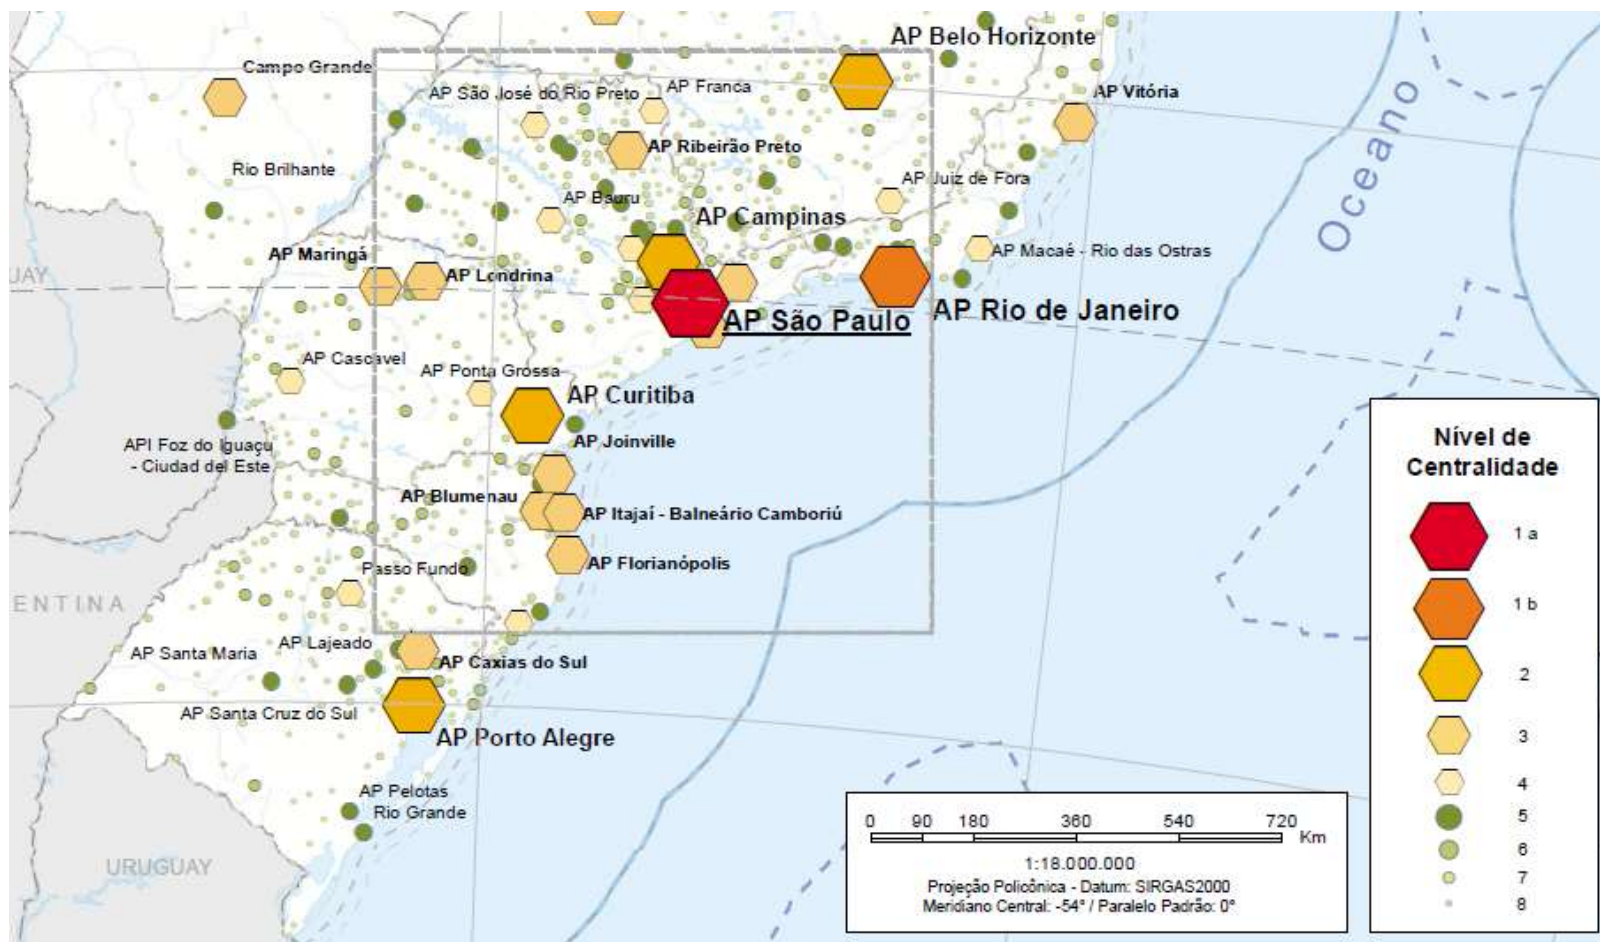 AP Belo Horizonte
Campo Grande
AP São José do Rio Preto
AP Franca
AP Vitória
AP Ribeirão Preto
Rio Brilhante
AP Juiz de Fora
AP Bauru
AP Campinas
Oceano
AP Maringá
AP Londrina
AP Macaé - Rio das Ostras
UAY
AP São Paulo
AP Rio de Janeiro
AP Cascavel
AP Ponta Grossa
AP Curitiba
AP Joinville
API Foz do Iguaçu
- Ciudad del Este
AP Blumenau
AP Itajaí - Balneário Camboriú
AP Florianópolis
Passo Fundo
ENTINA
AP Lajeado
AP Santa Maria
AP Caxias do Sul
AP Santa Cruz do Sul
AP Porto Alegre
AP Pelotas
Rio Grande
URUGUAY
Nível de
Centralidade
1 a
1 b
2
3
4
5
6
7
8
0 90 180 360 540 720
Km
1:18.000.000
Projeção Policônica - Datum: SIRGAS2000
Meridiano Central: -54° / Paralelo Padrão: 0°